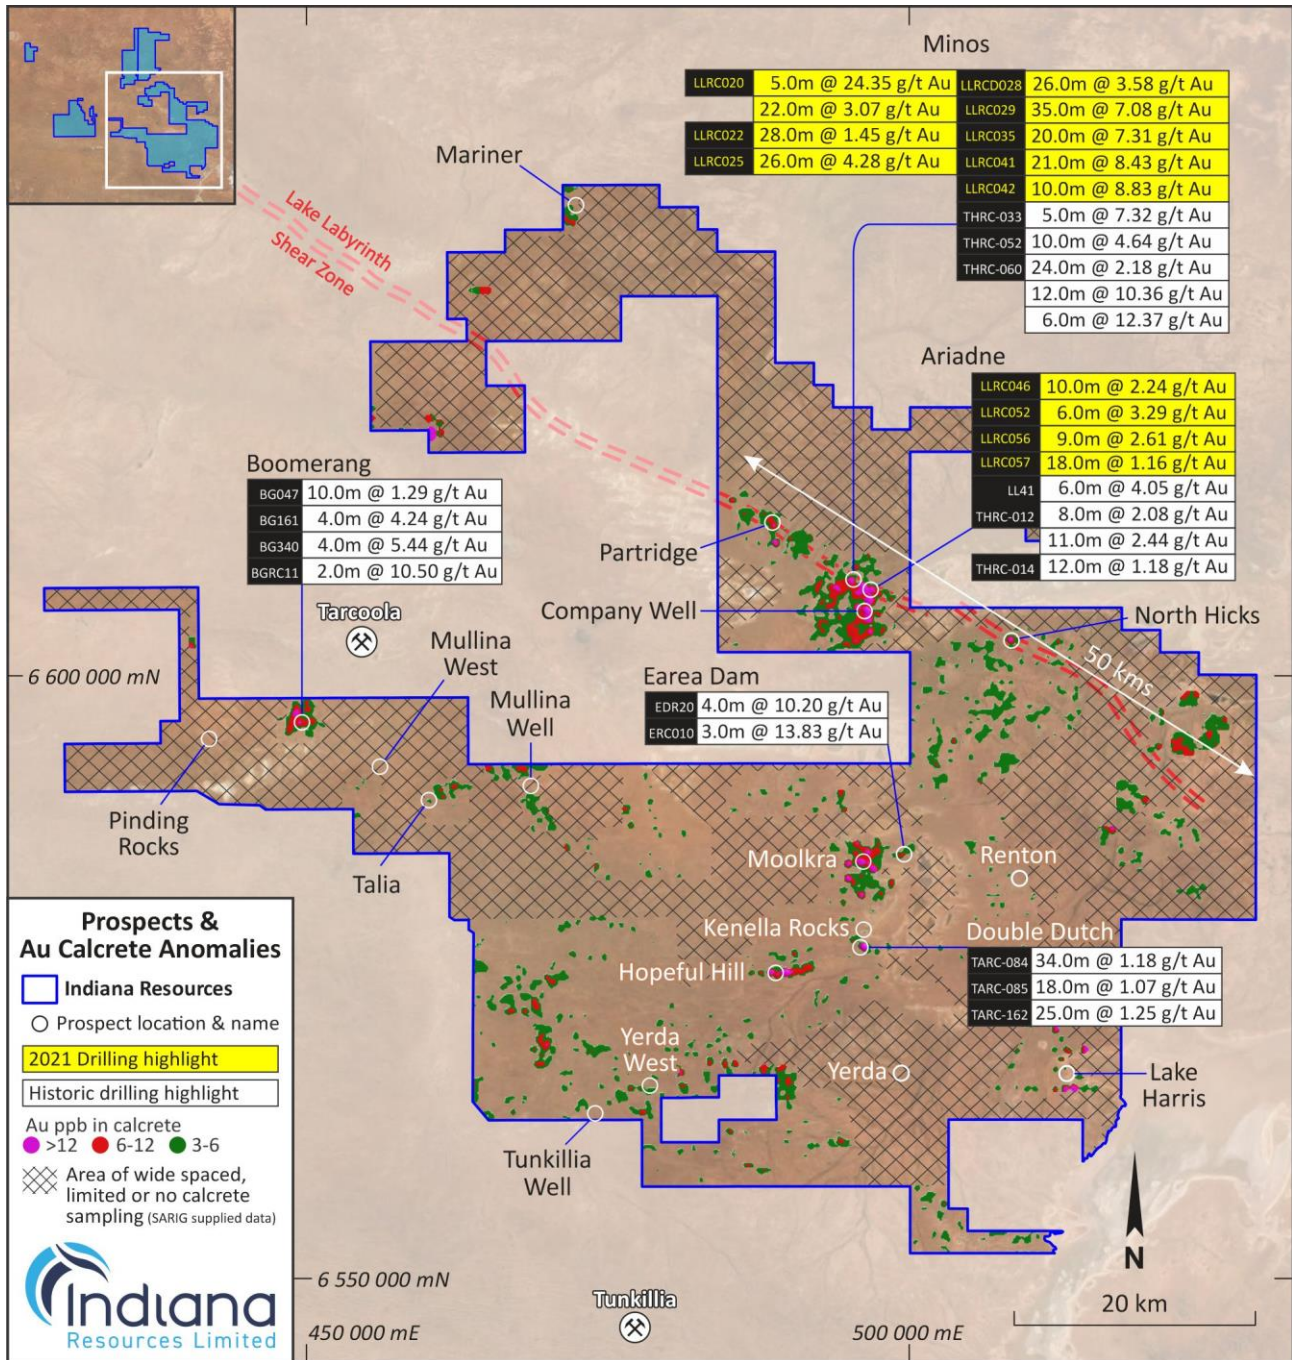 Minos
LLRC020 5.0m @ 24.35 g/t Au
22.0m @ 3.07 g/t Au
LLRC022 28.0m @ 1.45 g/t Au
LLRC025 26.0m @ 4.28 g/t Au
LLRCD028 26.0m @ 3.58 g/t Au
LLRC029 35.0m @ 7.08 g/t Au
LLRC035 20.0m @ 7.31 g/t Au
LLRC041 21.0m @ 8.43 g/t Au
LLRC042 10.0m @ 8.83 g/t Au
THRC-033 5.0m @ 7.32 g/t Au
THRC-052 10.0m @ 4.64 g/t Au
THRC-060 24.0m @ 2.18 g/t Au
12.0m @ 10.36 g/t Au
6.0m @ 12.37 g/t Au
Mariner
Lake Labyrinth
Shear Zone
Ariadne
LLRC046 10.0m @ 2.24 g/t Au
LLRC052 6.0m @ 3.29 g/t Au
LLRC056 9.0m @ 2.61 g/t Au
LLRC057 18.0m @ 1.16 g/t Au
LL41 6.0m @ 4.05 g/t Au
THRC-012 8.0m @ 2.08 g/t Au
11.0m @ 2.44 g/t Au
THRC-014 12.0m @ 1.18 g/t Au
Boomerang
BG047 10.0m @ 1.29 g/t Au
BG161 4.0m @ 4.24 g/t Au
BG340 4.0m @ 5.44 g/t Au
BGRC11 2.0m @ 10.50 g/t Au
Partridge
Company Well
Tarcoola
North Hicks
50 kms
Mullina
West
Mullina
Well
6 600 000 mN
Earea Dam
EDR20 4.0m @ 10.20 g/t Au
ERC010 3.0m @ 13.83 g/t Au
Pinding
Rocks
Talia
Moolkra
Renton
Kenella Rocks
Double Dutch
TARC-084 34.0m @ 1.18 g/t Au
TARC-085 18.0m @ 1.07 g/t Au
TARC-162 25.0m @ 1.25 g/t Au
Hopeful Hill
Yerda
West
Yerda
Lake
Harris
Tunkillia
Well
Prospects &
Au Calcrete Anomalies
Indiana Resources
Prospect location & name
2021 Drilling highlight
Historic drilling highlight
Au ppb in calcrete
>12 6-12 3-6
Area of wide spaced,
limited or no calcrete
sampling (SARIG supplied data)
Indiana
Resources Limited
6 550 000 mN
Tunkillia
450 000 mE
500 000 mE
N
20 km